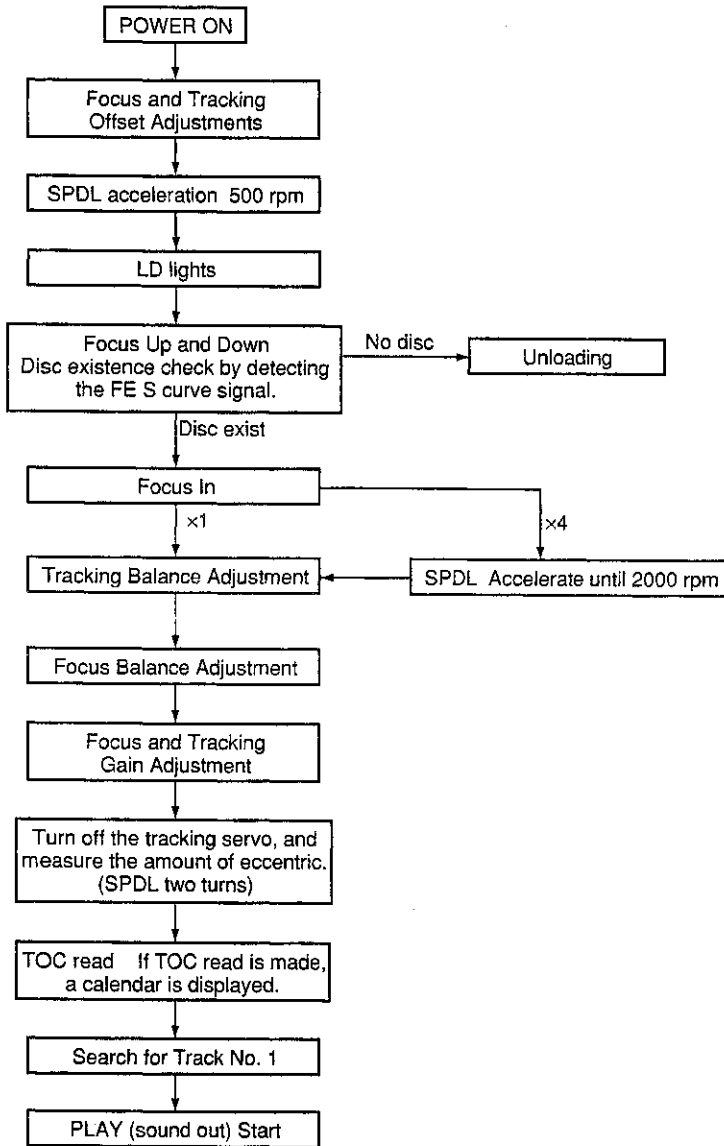 POWER ON
Focus and Tracking
Offset Adjustments
SPDL acceleration 500 rpm
LD lights
Focus Up and Down
Disc existence check by detecting
the FE S curve signal.
No disc
Unloading
Disc exist
Focus In
×1
×4
Tracking Balance Adjustment
SPDL Accelerate until 2000 rpm
Focus Balance Adjustment
Focus and Tracking
Gain Adjustment
Turn off the tracking servo, and
measure the amount of eccentric.
(SPDL two turns)
TOC read If TOC read is made,
a calendar is displayed.
Search for Track No. 1
PLAY (sound out) Start